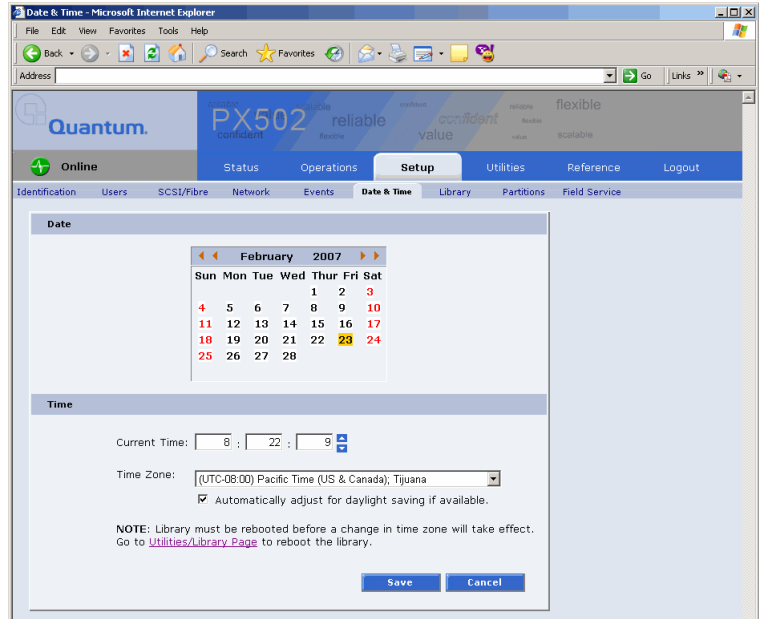 Date & Time - Microsoft Internet Explorer
File Edit View Favorites Tools Help
Back Search Favorites
Address Go Links »
Quantum.
PX502
reliable
confident
flexible
value
scalable
Online
Status Operations Setup Utilities Reference Logout
Identification Users SCSI/Fibre Network Events Date & Time Library Partitions Field Service
Date
February 2007
Sun Mon Tue Wed Thur Fri Sat
1 2 3
4 5 6 7 8 9 10
11 12 13 14 15 16 17
18 19 20 21 22 23 24
25 26 27 28
Time
Current Time: 8 : 22 : 9
Time Zone: (UTC-08:00) Pacific Time (US & Canada); Tijuana
Automatically adjust for daylight saving if available.
NOTE: Library must be rebooted before a change in time zone will take effect.
Go to Utilities/Library Page to reboot the library.
Save Cancel